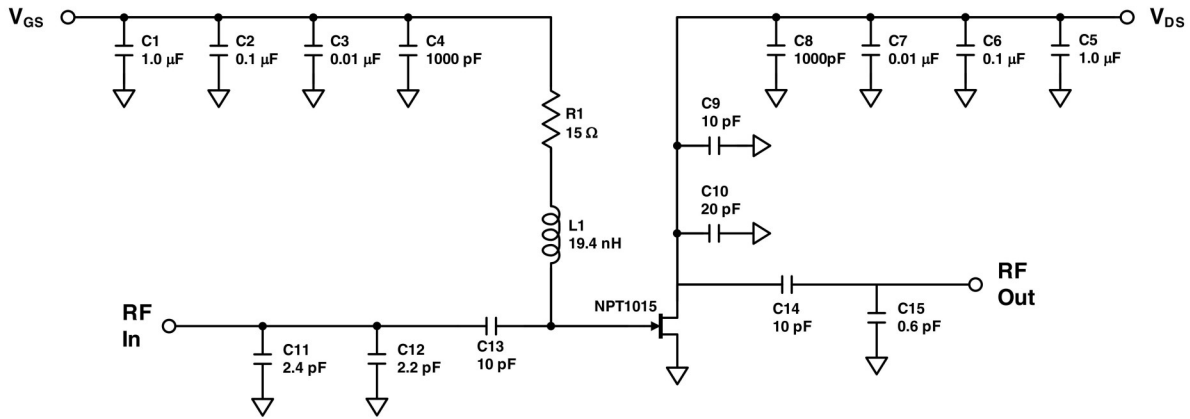 V_GS
C1
1.0 µF
C2
0.1 µF
C3
0.01 µF
C4
1000 pF
C8
1000pF
C7
0.01 µF
C6
0.1 µF
C5
1.0 µF
V_DS
R1
15 Ω
C9
10 pF
C10
20 pF
L1
19.4 nH
NPT1015
RF
In
C11
2.4 pF
C12
2.2 pF
C13
10 pF
C14
10 pF
C15
0.6 pF
RF
Out